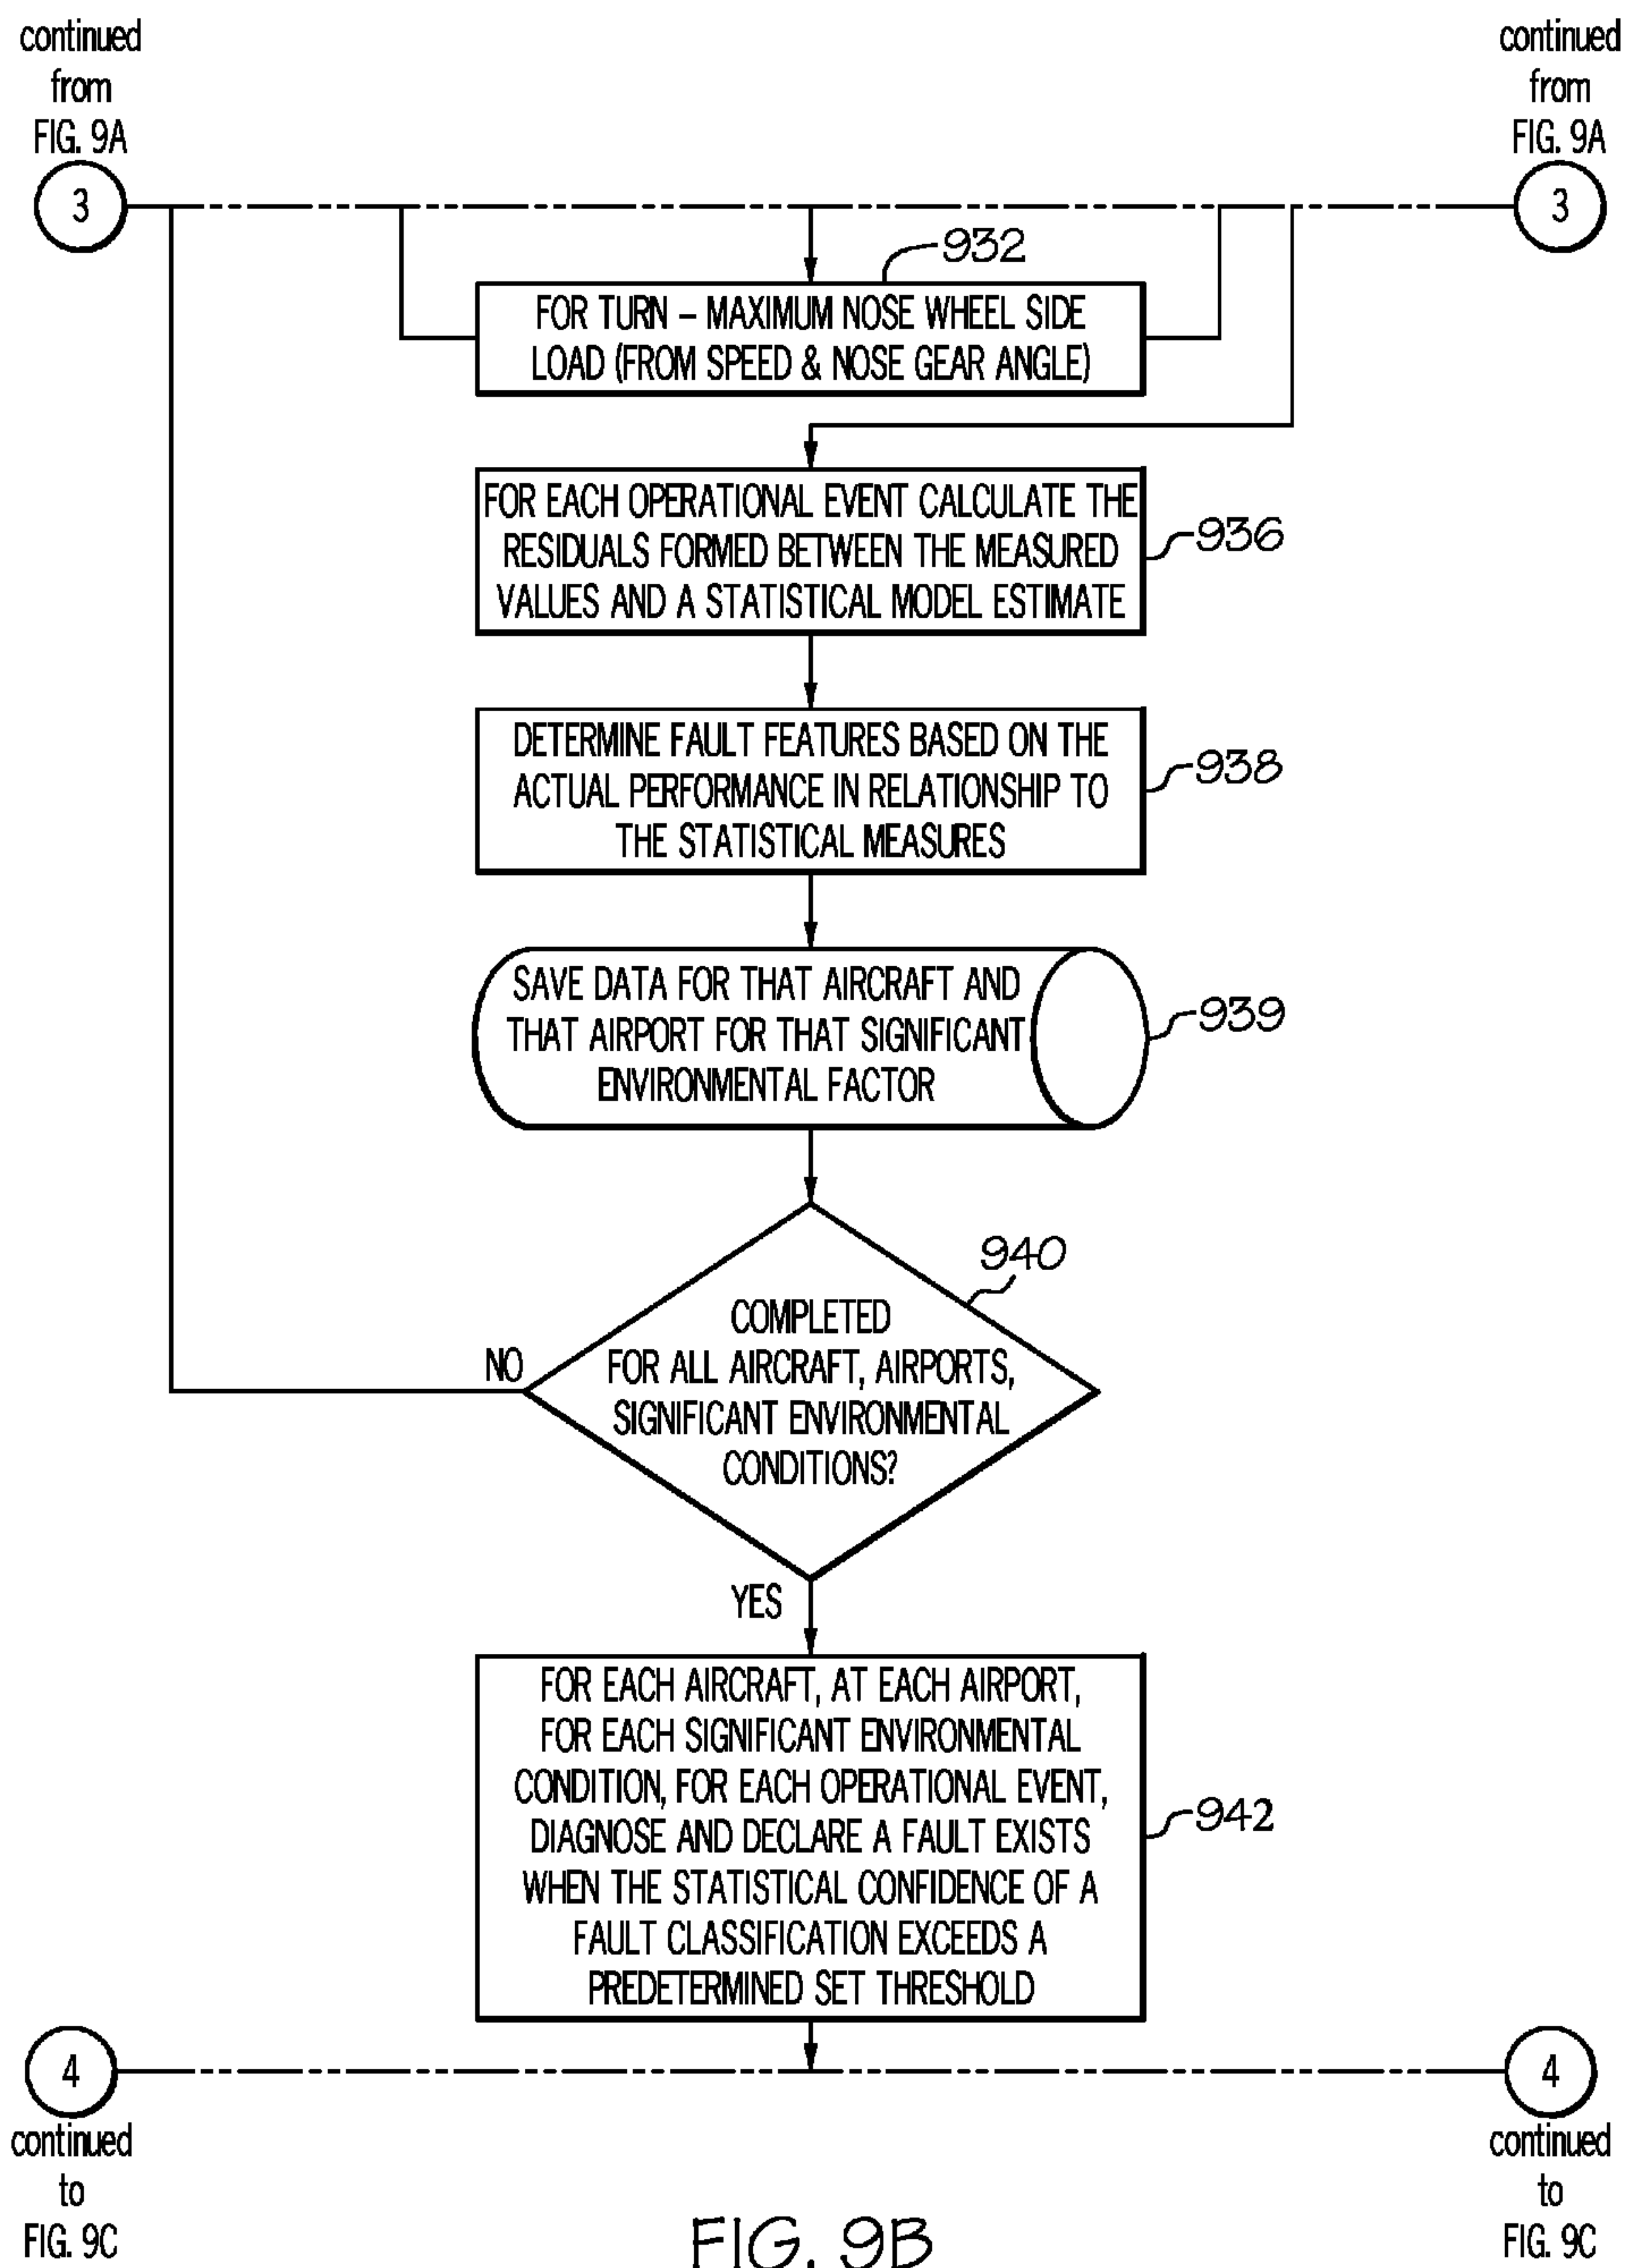 continued
from
FIG. 9A
3
continued
from
FIG. 9A
3
932
FOR TURN – MAXIMUM NOSE WHEEL SIDE
LOAD (FROM SPEED & NOSE GEAR ANGLE)
FOR EACH OPERATIONAL EVENT CALCULATE THE
RESIDUALS FORMED BETWEEN THE MEASURED
VALUES AND A STATISTICAL MODEL ESTIMATE
936
DETERMINE FAULT FEATURES BASED ON THE
ACTUAL PERFORMANCE IN RELATIONSHIP TO
THE STATISTICAL MEASURES
938
SAVE DATA FOR THAT AIRCRAFT AND
THAT AIRPORT FOR THAT SIGNIFICANT
ENVIRONMENTAL FACTOR
939
940
COMPLETED
FOR ALL AIRCRAFT, AIRPORTS,
SIGNIFICANT ENVIRONMENTAL
CONDITIONS?
NO
YES
FOR EACH AIRCRAFT, AT EACH AIRPORT,
FOR EACH SIGNIFICANT ENVIRONMENTAL
CONDITION, FOR EACH OPERATIONAL EVENT,
DIAGNOSE AND DECLARE A FAULT EXISTS
WHEN THE STATISTICAL CONFIDENCE OF A
FAULT CLASSIFICATION EXCEEDS A
PREDETERMINED SET THRESHOLD
942
4
continued
to
FIG. 9C
4
continued
to
FIG. 9C
FIG. 9B